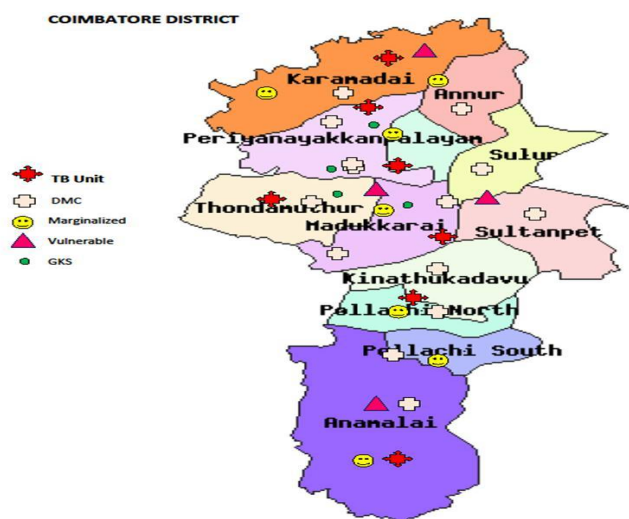 COIMBATORE DISTRICT
Karamadai
Annur
Periyanayakkanpalayam
Sulur
TB Unit
DMC
Marginalized
Vulnerable
GKS
Thondamuthur
Madukkarai
Sultanpet
Kinathukadavu
Pollachi North
Pollachi South
Anamalai